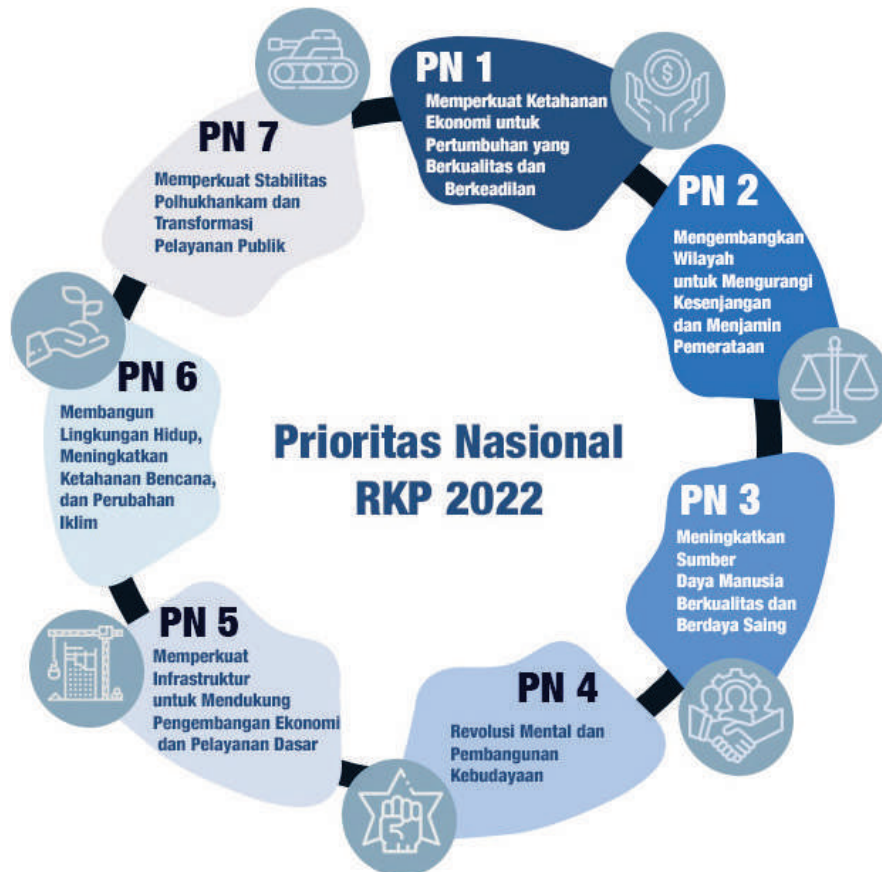 PN 1
Memperkuat Ketahanan
Ekonomi untuk
Pertumbuhan yang
Berkualitas dan
Berkeadilan
PN 2
Mengembangkan
Wilayah
untuk Mengurangi
Kesenjangan
dan Menjamin
Pemerataan
PN 3
Meningkatkan
Sumber
Daya Manusia
Berkualitas dan
Berdaya Saing
PN 4
Revolusi Mental dan
Pembangunan
Kebudayaan
PN 5
Memperkuat
Infrastruktur
untuk Mendukung
Pengembangan Ekonomi
dan Pelayanan Dasar
PN 6
Membangun
Lingkungan Hidup,
Meningkatkan
Ketahanan Bencana,
dan Perubahan
Iklim
PN 7
Memperkuat Stabilitas
Polhukhankam dan
Transformasi
Pelayanan Publik
Prioritas Nasional
RKP 2022
$